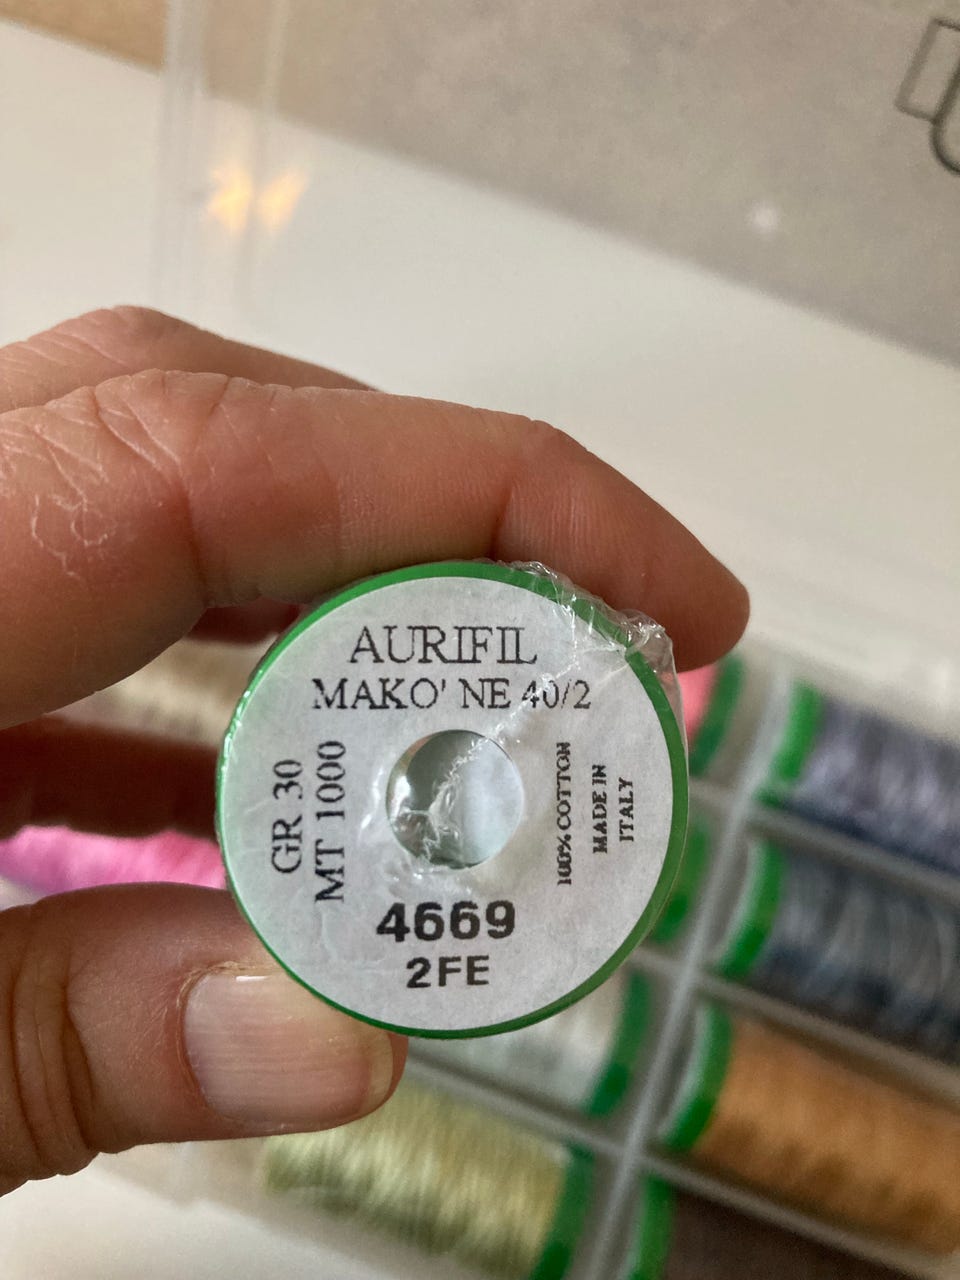 AURIFIL
MAKO' NE 40/2
GR 30
MT 1000
100% COTTON
MADE IN
ITALY
4669
2FE